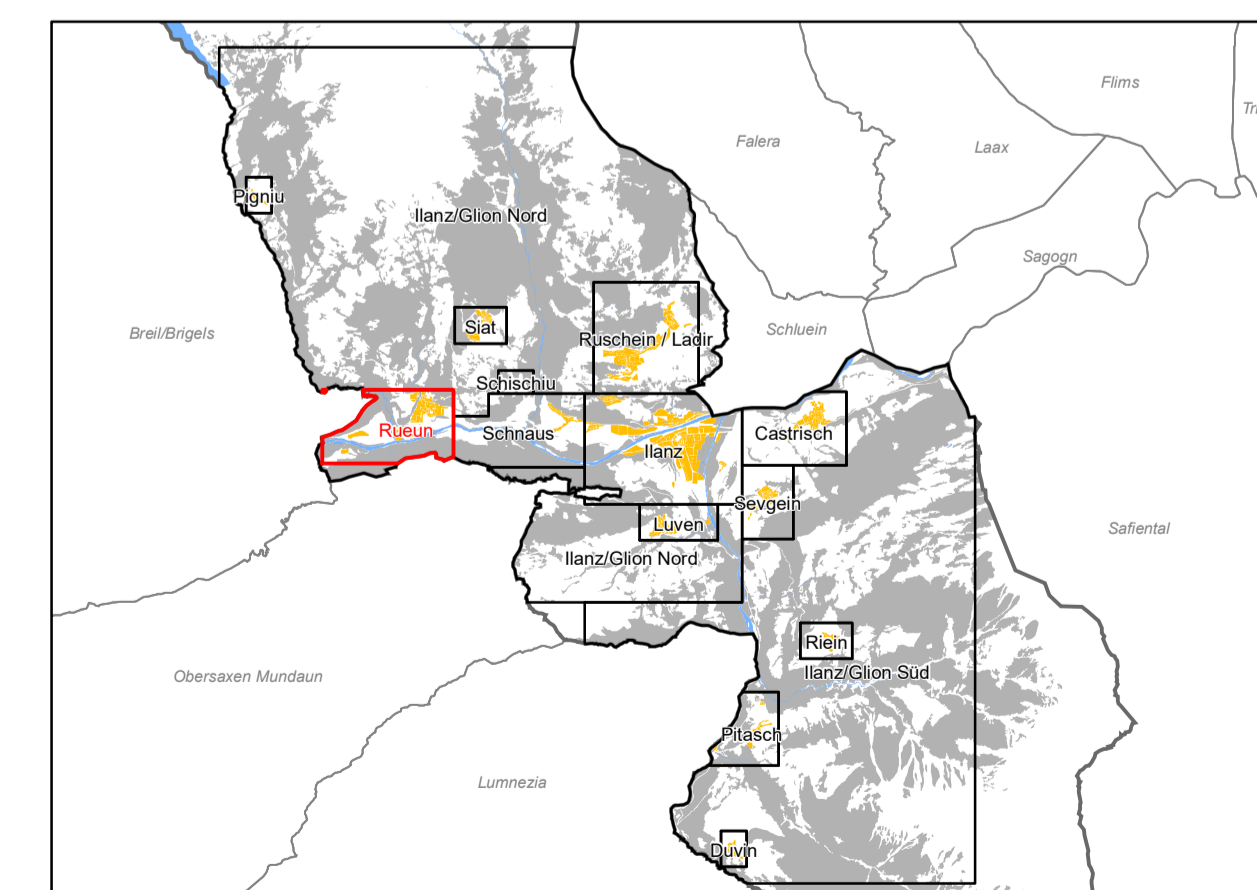 Flims
Tri
Falera
Laax
Pigniu
Ilanz/Glion Nord
Sagogn
Breil/Brigels
Siat
Schluein
Ruschein / Ladir
Schischiu
Rueun
Schnaus
Castrisch
Ilanz
Sevgein
Luven
Safiental
Ilanz/Glion Nord
Riein
Ilanz/Glion Süd
Obersaxen Mundaun
Pitasch
Lumnezia
Duvin